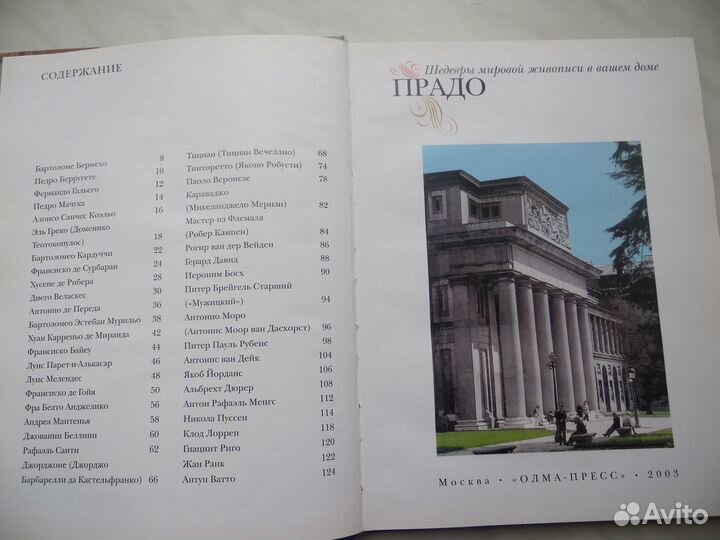 СОДЕРЖАНИЕ
Бартоломе Бермехо 8
Педро Берругете 10
Фернандо Гальего 12
Педро Мачука 14
Алонсо Санчес Коэльо 16
Эль Греко (Доменико
Теотокопулос) 18
Бартоломео Кардуччи 22
Франсиско де Сурбаран 24
Хусепе де Рибера 28
Диего Веласкес 30
Антонио де Переда 36
Бартоломео Эстебан Мурильо 38
Хуан Карреньо де Миранда 42
Франсиско Байеу 44
Луис Парет-и-Алькасар 46
Луис Мелендес 48
Франсиско де Гойя 50
Фра Беато Анджелико 56
Андреа Мантенья 58
Джованни Беллини 60
Рафаэль Санти 62
Джорджоне (Джорджо
Барбарелли да Кастельфранко) 66
Тициан (Тициан Вечеллио) 68
Тинторетто (Якопо Робусти) 74
Паоло Веронезе 78
Караваджо
(Микеланджело Меризи) 82
Мастер из Флемаля
(Робер Кампен) 84
Рогир ван дер Вейден 86
Герард Давид 88
Иероним Босх 90
Питер Брейгель Старший
(«Мужицкий») 94
Антонио Моро
(Антонис Моор ван Дасхорст) 96
Питер Пауль Рубенс 98
Антонис ван Дейк 104
Якоб Йорданс 106
Альбрехт Дюрер 108
Антон Рафаэль Менгс 112
Никола Пуссен 114
Клод Лоррен 118
Гиацинт Риго 120
Жан Ранк 122
Антуан Ватто 124
Шедевры мировой живописи в вашем доме
ПРАДО
Москва • «ОЛМА-ПРЕСС» • 2003
Avito